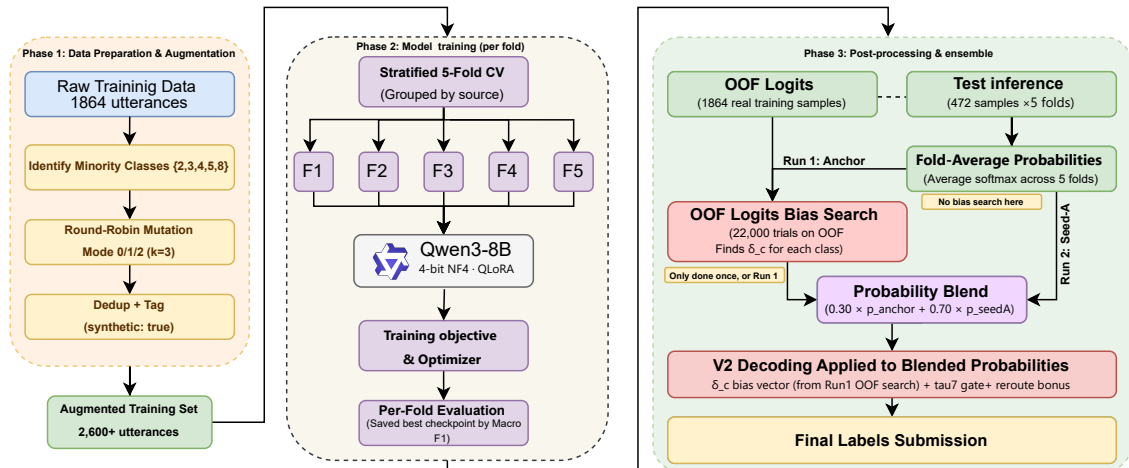 Phase 1: Data Preparation & Augmentation
Raw Training Data
1864 utterances
Identify Minority Classes {2,3,4,5,8}
Round-Robin Mutation
Mode 0/1/2 (k=3)
Dedup + Tag
(synthetic: true)
Augmented Training Set
2,600+ utterances
Phase 2: Model training (per fold)
Stratified 5-Fold CV
(Grouped by source)
F1
F2
F3
F4
F5
Qwen3-8B
4-bit NF4 · QLoRA
Training objective
& Optimizer
Per-Fold Evaluation
(Saved best checkpoint by Macro
F1)
Phase 3: Post-processing & ensemble
OOF Logits
(1864 real training samples)
Test inference
(472 samples ×5 folds)
Run 1: Anchor
Fold-Average Probabilities
(Average softmax across 5 folds)
No bias search here
OOF Logits Bias Search
(22,000 trials on OOF
Finds δ_c for each class)
Only done once, or Run 1
Run 2: Seed-A
Probability Blend
(0.30 × p_anchor + 0.70 × p_seedA)
V2 Decoding Applied to Blended Probabilities
δ_c bias vector (from Run1 OOF search) + tau7 gate+ reroute bonus
Final Labels Submission